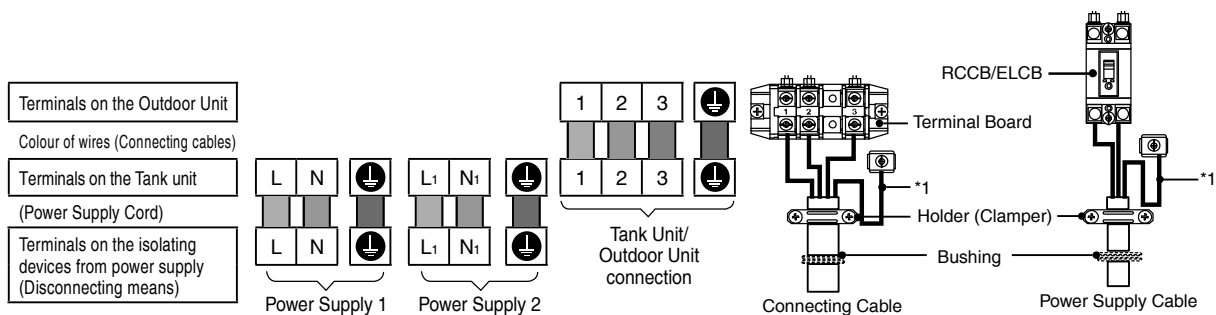 Terminals on the Outdoor Unit
Colour of wires (Connecting cables)
Terminals on the Tank unit
(Power Supply Cord)
Terminals on the isolating
devices from power supply
(Disconnecting means)
L N
L N
Power Supply 1
L1 N1
L1 N1
Power Supply 2
1 2 3
1 2 3
Tank Unit/
Outdoor Unit
connection
1 2 3
Terminal Board
*1
Holder (Clamper)
Bushing
Connecting Cable
RCCB/ELCB
*1
Power Supply Cable